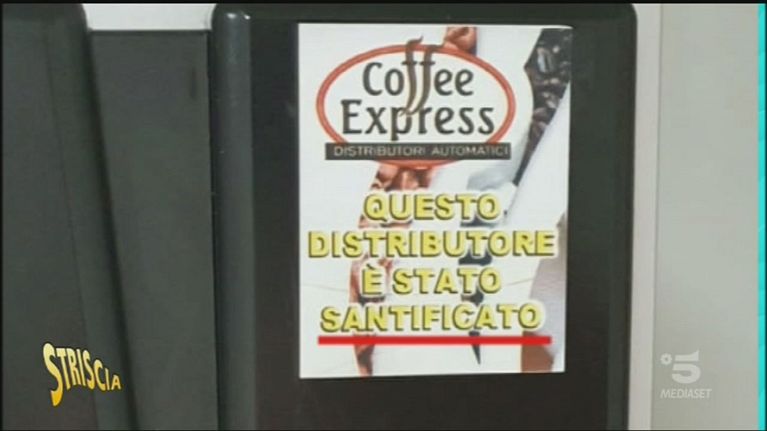 Coffee
Express
DISTRIBUTORI AUTOMATICI
QUESTO
DISTRIBUTORE
È STATO
SANTIFICATO
STRISCIA
5
MEDIASET